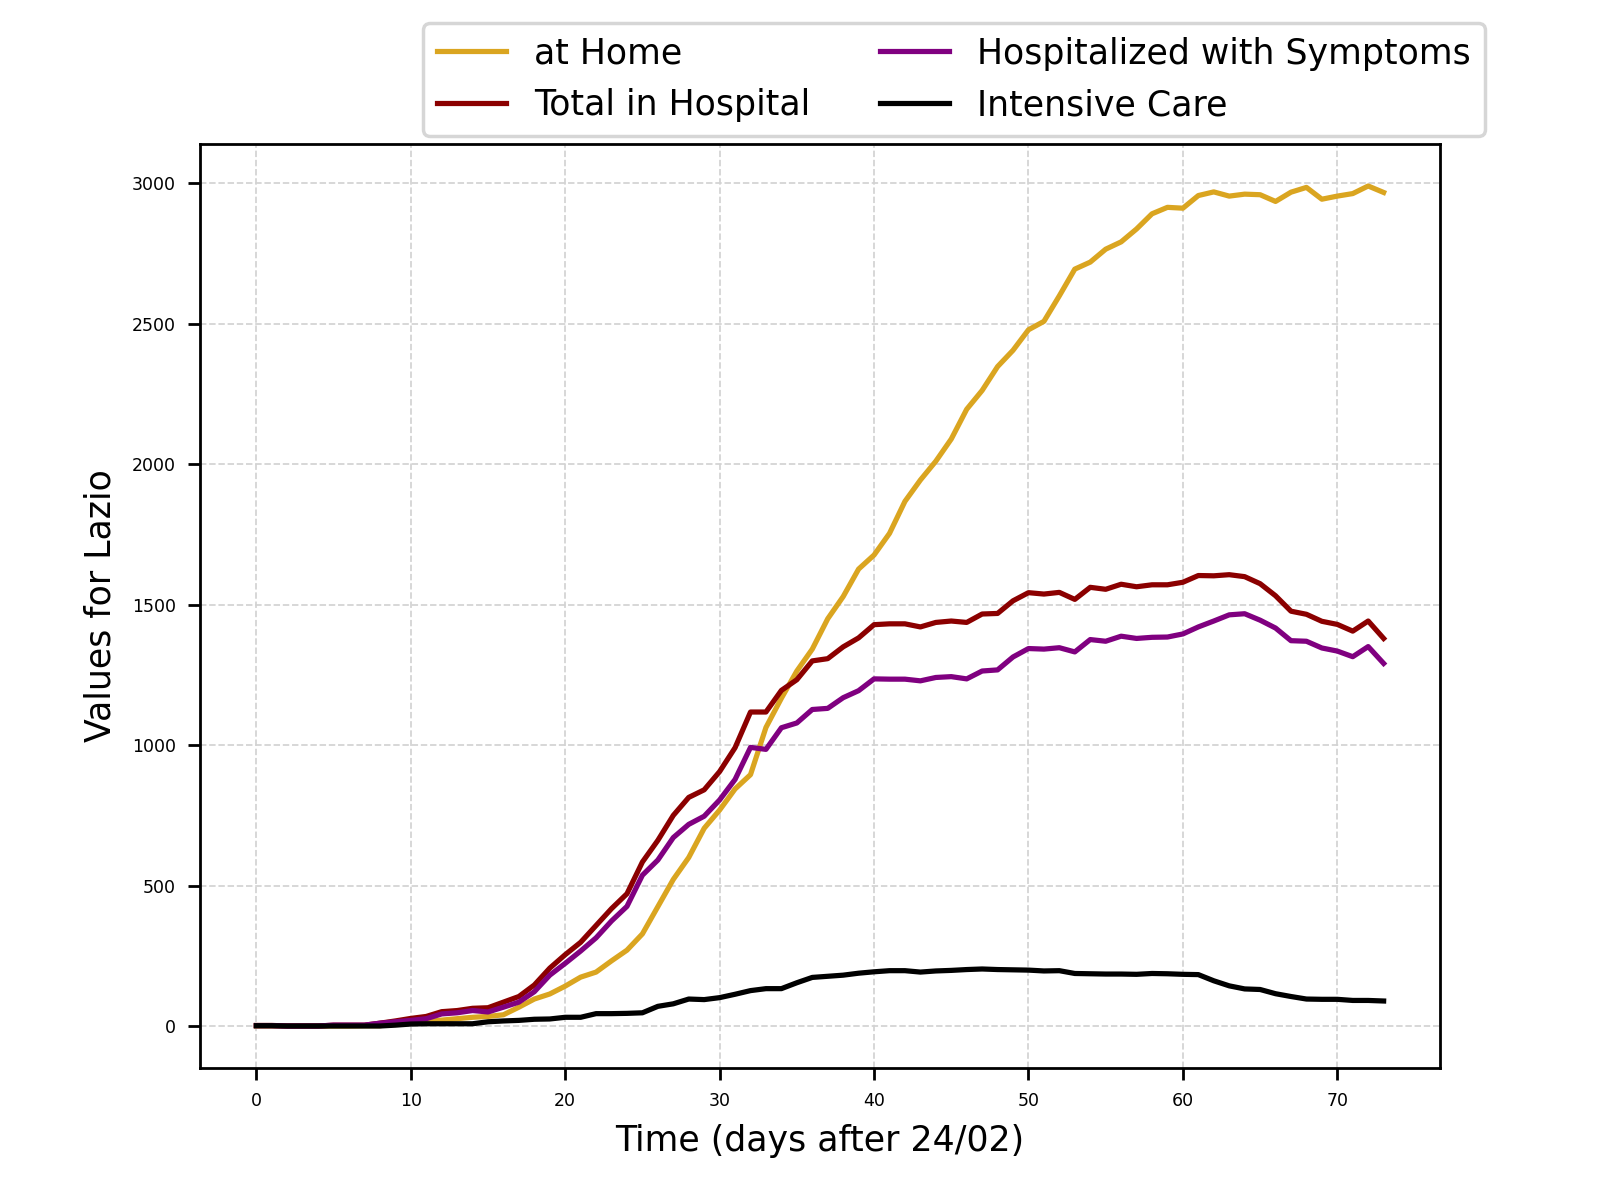 at Home
Hospitalized with Symptoms
Total in Hospital
Intensive Care
3000
2500
2000
1500
1000
500
0
Values for Lazio
0 10 20 30 40 50 60 70
Time (days after 24/02)